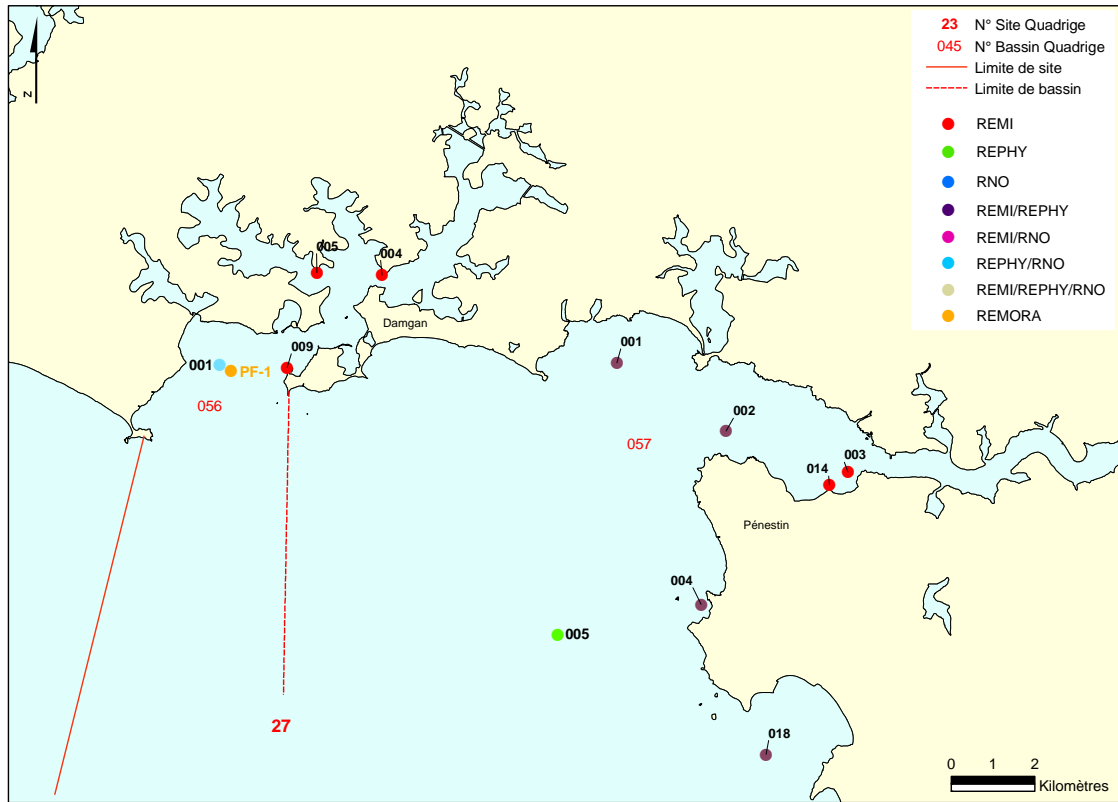 23 N° Site Quadrige
045 N° Bassin Quadrige
Limite de site
Limite de bassin
REMI
REPHY
RNO
REMI/REPHY
REMI/RNO
REPHY/RNO
REMI/REPHY/RNO
REMORA
N
005
004
Damgan
001
009
001
PF-1
056
002
057
003
014
Pénestin
004
005
27
018
0 1 2
Kilomètres